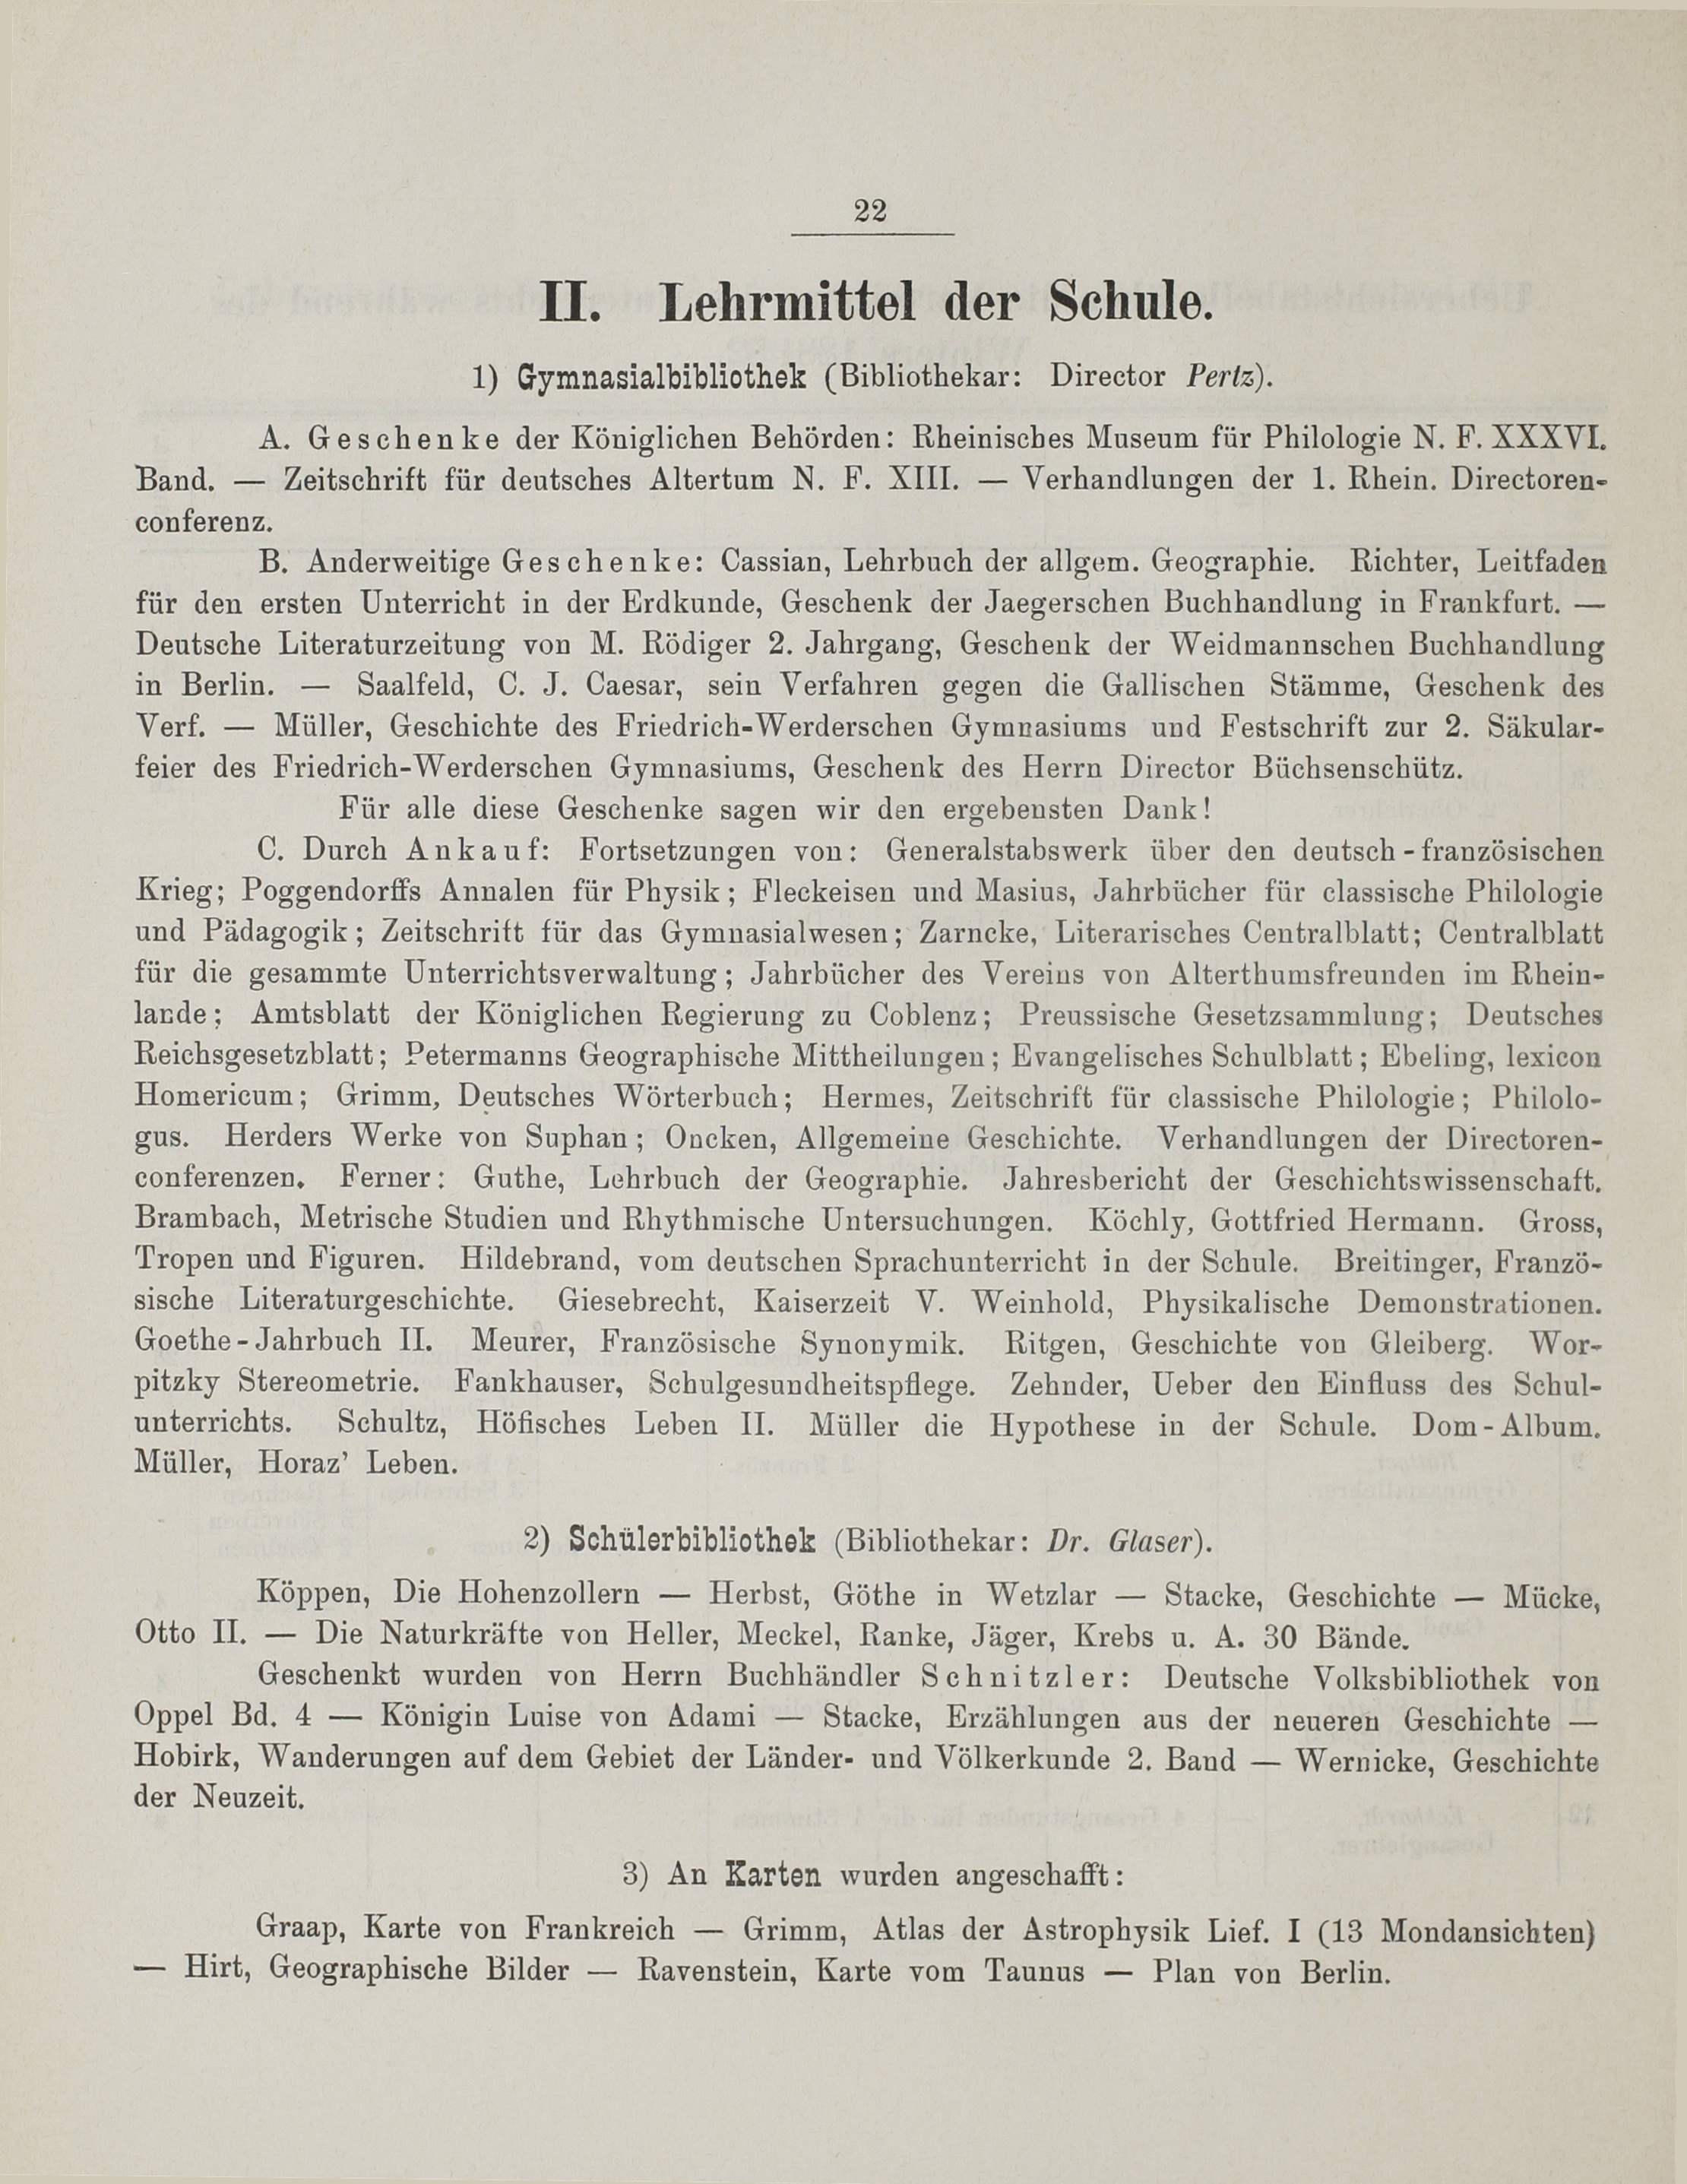 22
II. Lehrmittel der Schule.
1) Gymnasialbibliothek (Bibliothekar: Director Pertz).
A. Geschenke der Königlichen Behörden: Rheinisches Museum für Philologie N. F. XXXVI.
Band. — Zeitschrift für deutsches Altertum N. F. XIII. — Verhandlungen der 1. Rhein. Directoren-
conferenz.
B. Anderweitige Geschenke: Cassian, Lehrbuch der allgem. Geographie. Richter, Leitfaden
für den ersten Unterricht in der Erdkunde, Geschenk der Jaegerschen Buchhandlung in Frankfurt. —
Deutsche Literaturzeitung von M. Rödiger 2. Jahrgang, Geschenk der Weidmannschen Buchhandlung
in Berlin. — Saalfeld, C. J. Caesar, sein Verfahren gegen die Gallischen Stämme, Geschenk des
Verf. — Müller, Geschichte des Friedrich-Werderschen Gymnasiums und Festschrift zur 2. Säkular-
feier des Friedrich-Werderschen Gymnasiums, Geschenk des Herrn Director Büchsenschütz.
Für alle diese Geschenke sagen wir den ergebensten Dank!
C. Durch Ankauf: Fortsetzungen von: Generalstabswerk über den deutsch-französischen
Krieg; Poggendorffs Annalen für Physik; Fleckeisen und Masius, Jahrbücher für classische Philologie
und Pädagogik; Zeitschrift für das Gymnasialwesen; Zarncke, Literarisches Centralblatt; Centralblatt
für die gesammte Unterrichtsverwaltung; Jahrbücher des Vereins von Alterthumsfreunden im Rhein-
lande; Amtsblatt der Königlichen Regierung zu Coblenz; Preussische Gesetzsammlung; Deutsches
Reichsgesetzblatt; Petermanns Geographische Mittheilungen; Evangelisches Schulblatt; Ebeling, lexicon
Homericum; Grimm, Deutsches Wörterbuch; Hermes, Zeitschrift für classische Philologie; Philolo-
gus. Herders Werke von Suphan; Oncken, Allgemeine Geschichte. Verhandlungen der Directoren-
conferenzen. Ferner: Guthe, Lehrbuch der Geographie. Jahresbericht der Geschichtswissenschaft.
Brambach, Metrische Studien und Rhythmische Untersuchungen. Köchly, Gottfried Hermann. Gross,
Tropen und Figuren. Hildebrand, vom deutschen Sprachunterricht in der Schule. Breitinger, Franzö-
sische Literaturgeschichte. Giesebrecht, Kaiserzeit V. Weinhold, Physikalische Demonstrationen.
Goethe-Jahrbuch II. Meurer, Französische Synonymik. Ritgen, Geschichte von Gleiberg. Wor-
pitzky Stereometrie. Fankhauser, Schulgesundheitspflege. Zehnder, Ueber den Einfluss des Schul-
unterrichts. Schultz, Höfisches Leben II. Müller die Hypothese in der Schule. Dom-Album.
Müller, Horaz' Leben.
2) Schülerbibliothek (Bibliothekar: Dr. Glaser).
Köppen, Die Hohenzollern — Herbst, Göthe in Wetzlar — Stacke, Geschichte — Mücke,
Otto II. — Die Naturkräfte von Heller, Meckel, Ranke, Jäger, Krebs u. A. 30 Bände.
Geschenkt wurden von Herrn Buchhändler Schnitzler: Deutsche Volksbibliothek von
Oppel Bd. 4 — Königin Luise von Adami — Stacke, Erzählungen aus der neueren Geschichte —
Hobirk, Wanderungen auf dem Gebiet der Länder- und Völkerkunde 2. Band — Wernicke, Geschichte
der Neuzeit.
3) An Karten wurden angeschafft:
Graap, Karte von Frankreich — Grimm, Atlas der Astrophysik Lief. I (13 Mondansichten)
— Hirt, Geographische Bilder — Ravenstein, Karte vom Taunus — Plan von Berlin.